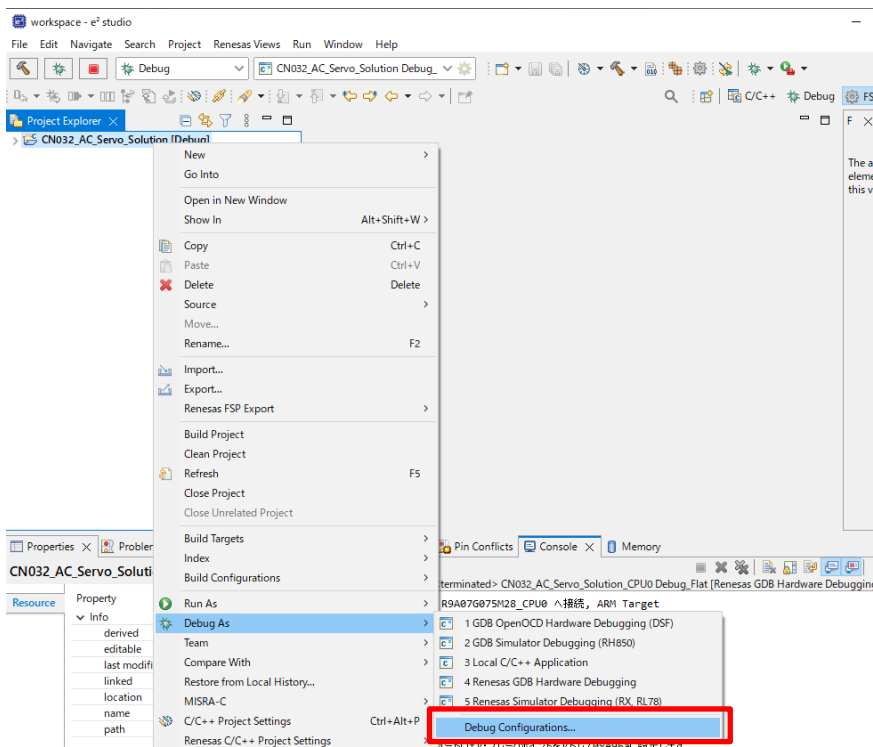 workspace - e² studio
File Edit Navigate Search Project Renesas Views Run Window Help
Debug
CN032_AC_Servo_Solution Debug_
C/C++
Debug
FS
Project Explorer
F
CN032_AC_Servo_Solution [Debug]
The a
eleme
this v
New
Go Into
Open in New Window
Show In Alt+Shift+W >
Copy Ctrl+C
Paste Ctrl+V
Delete Delete
Source
Move...
Rename... F2
Import...
Export...
Renesas FSP Export
Build Project
Clean Project
Refresh F5
Close Project
Close Unrelated Project
Build Targets
Index
Build Configurations
Run As
Debug As
Team
Compare With
Restore from Local History...
MISRA-C
C/C++ Project Settings Ctrl+Alt+P
Renesas C/C++ Project Settings
1 GDB OpenOCD Hardware Debugging (DSF)
2 GDB Simulator Debugging (RH850)
3 Local C/C++ Application
4 Renesas GDB Hardware Debugging
5 Renesas Simulator Debugging (RX, RL78)
Debug Configurations...
Properties
Problem
Pin Conflicts
Console
Memory
CN032_AC_Servo_Soluti
terminated> CN032_AC_Servo_Solution_CPU0 Debug_Flat [Renesas GDB Hardware Debugging
R9A07G075M28_CPU0 へ接続, ARM Target
Resource
Property
Info
derived
editable
last modifi
linked
location
name
path